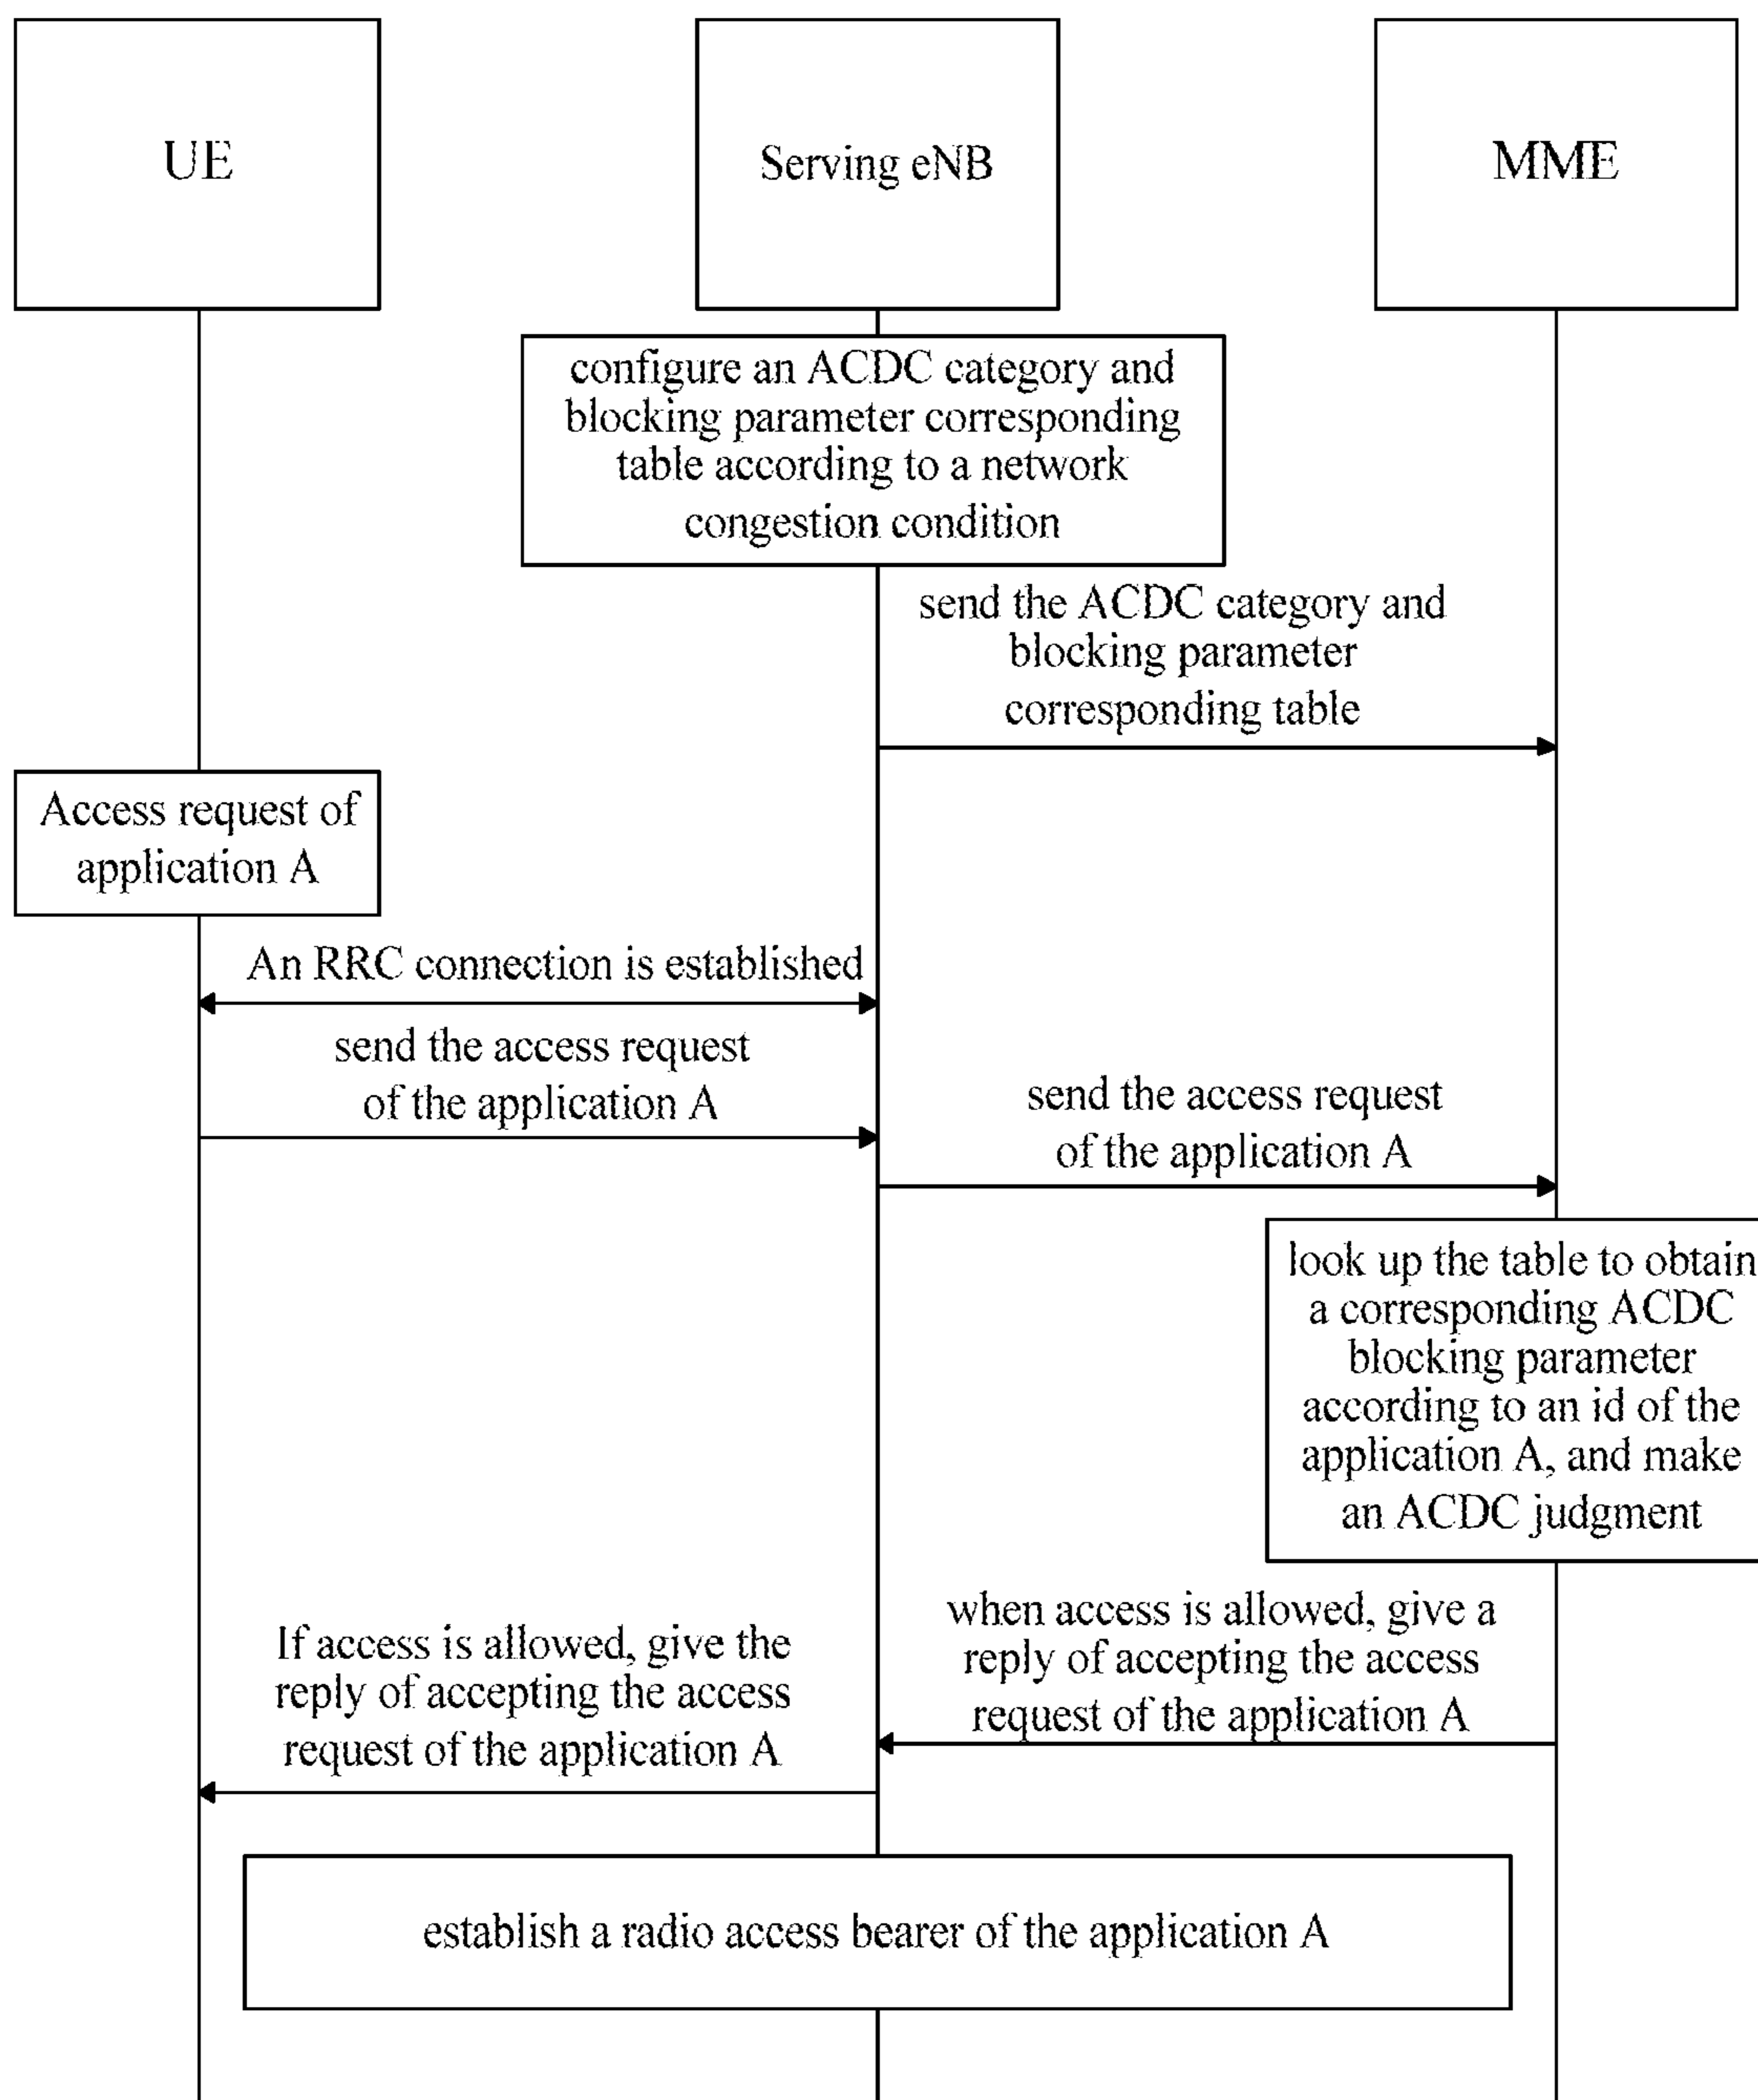 UE
Serving eNB
MME
configure an ACDC category and
blocking parameter corresponding
table according to a network
congestion condition
send the ACDC category and
blocking parameter
corresponding table
Access request of
application A
An RRC connection is established
send the access request
of the application A
send the access request
of the application A
look up the table to obtain
a corresponding ACDC
blocking parameter
according to an id of the
application A, and make
an ACDC judgment
when access is allowed, give a
reply of accepting the access
request of the application A
If access is allowed, give the
reply of accepting the access
request of the application A
establish a radio access bearer of the application A